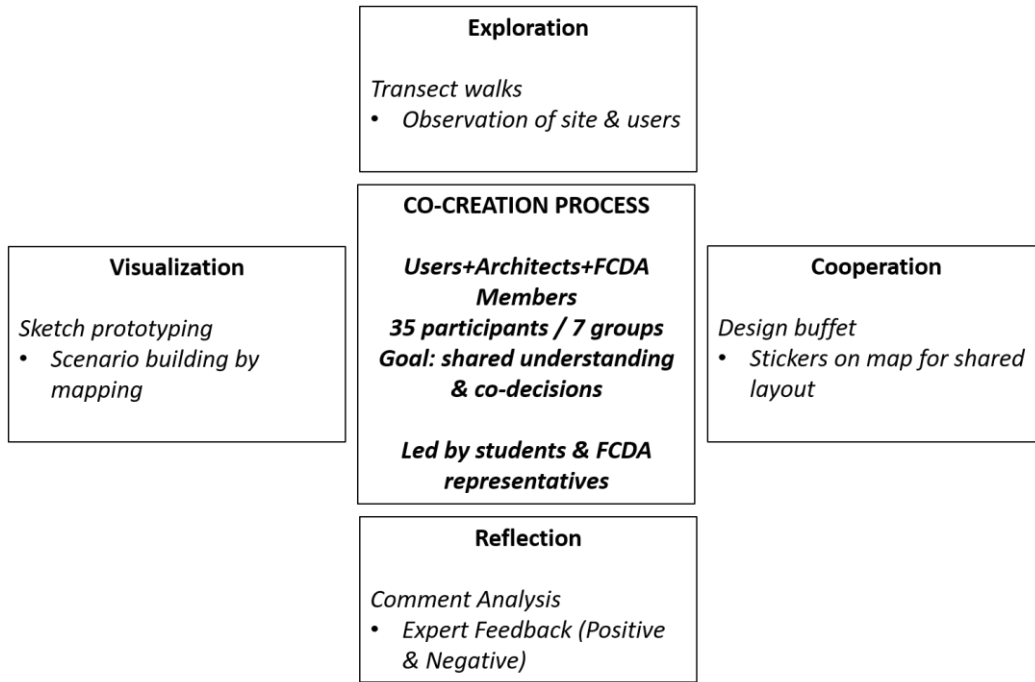 Exploration
Transect walks
• Observation of site & users
CO-CREATION PROCESS
Users+Architects+FCDA
Members
35 participants / 7 groups
Goal: shared understanding
& co-decisions
Led by students & FCDA
representatives
Visualization
Sketch prototyping
• Scenario building by
mapping
Cooperation
Design buffet
• Stickers on map for shared
layout
Reflection
Comment Analysis
• Expert Feedback (Positive
& Negative)